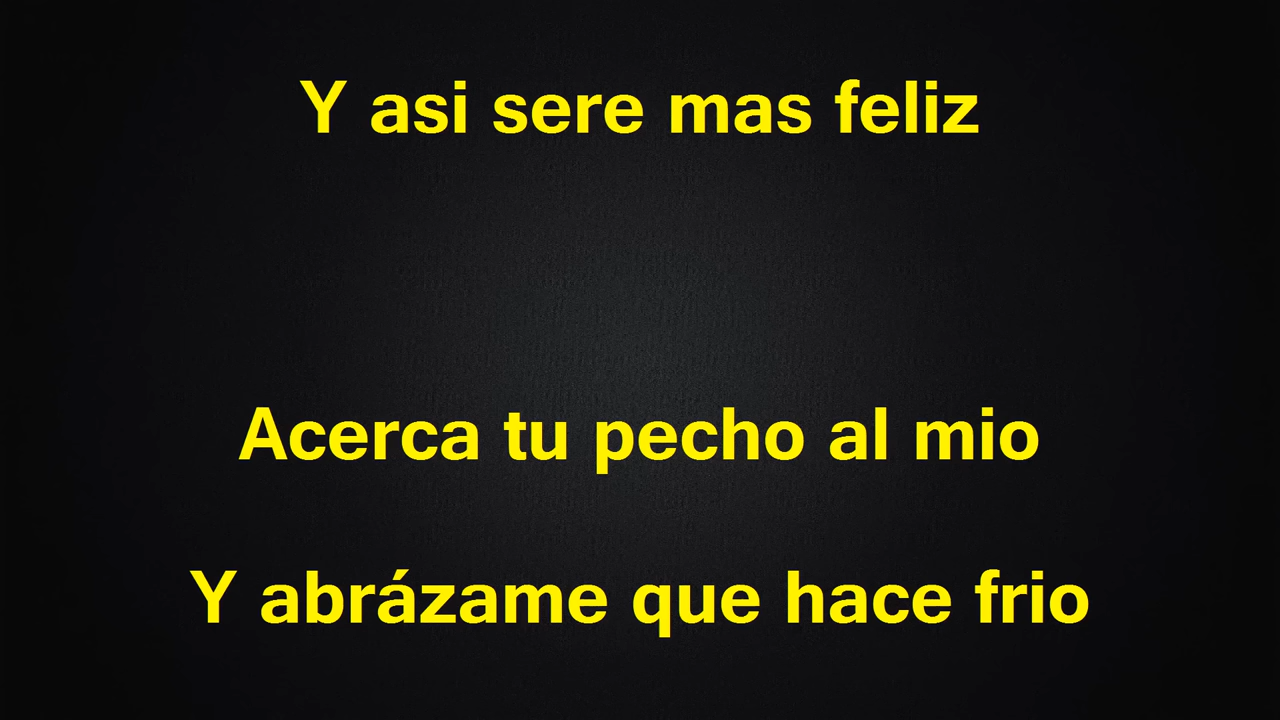 Y asi sere mas feliz
Acerca tu pecho al mio
Y abrázame que hace frio